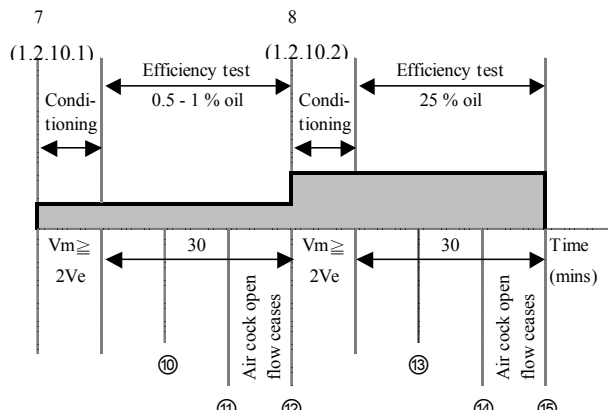 7 8
(1.2.10.1) (1.2.10.2)
Efficiency test Efficiency test
0.5 - 1 % oil 25 % oil
Condi-
tioning
Condi-
tioning
Vm≧
2Ve
30
Vm≧
2Ve
30
Time
(mins)
Air cock open
flow ceases
Air cock open
flow ceases
⑩ ⑬
⑪ ⑫ ⑭ ⑮